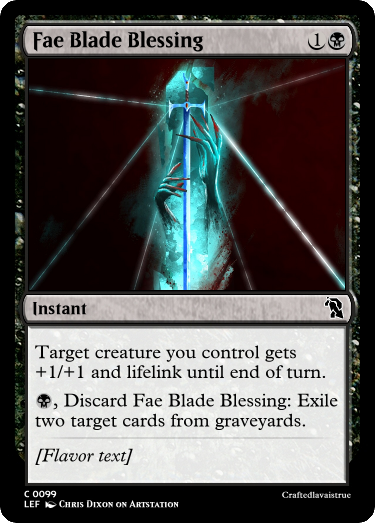 Fae Blade Blessing 1
Instant
Target creature you control gets
+1/+1 and lifelink until end of turn.
, Discard Fae Blade Blessing: Exile
two target cards from graveyards.
[Flavor text]
C 0099
LEF Chris Dixon on Artstation
Craftedlavaistrue